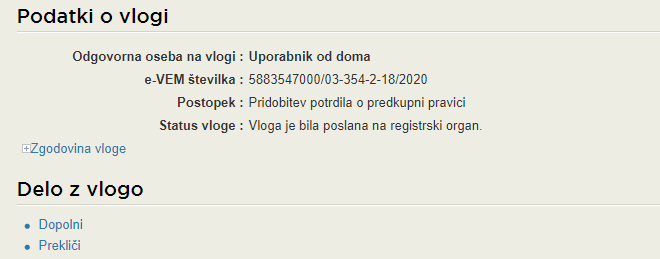 Podatki o vlogi
Odgovorna oseba na vlogi : Uporabnik od doma
e-VEM številka : 5883547000/03-354-2-18/2020
Postopek : Pridobitev potrdila o predkupni pravici
Status vloge : Vloga je bila poslana na registrski organ.
Zgodovina vloge
Delo z vlogo
Dopolni
Prekliči